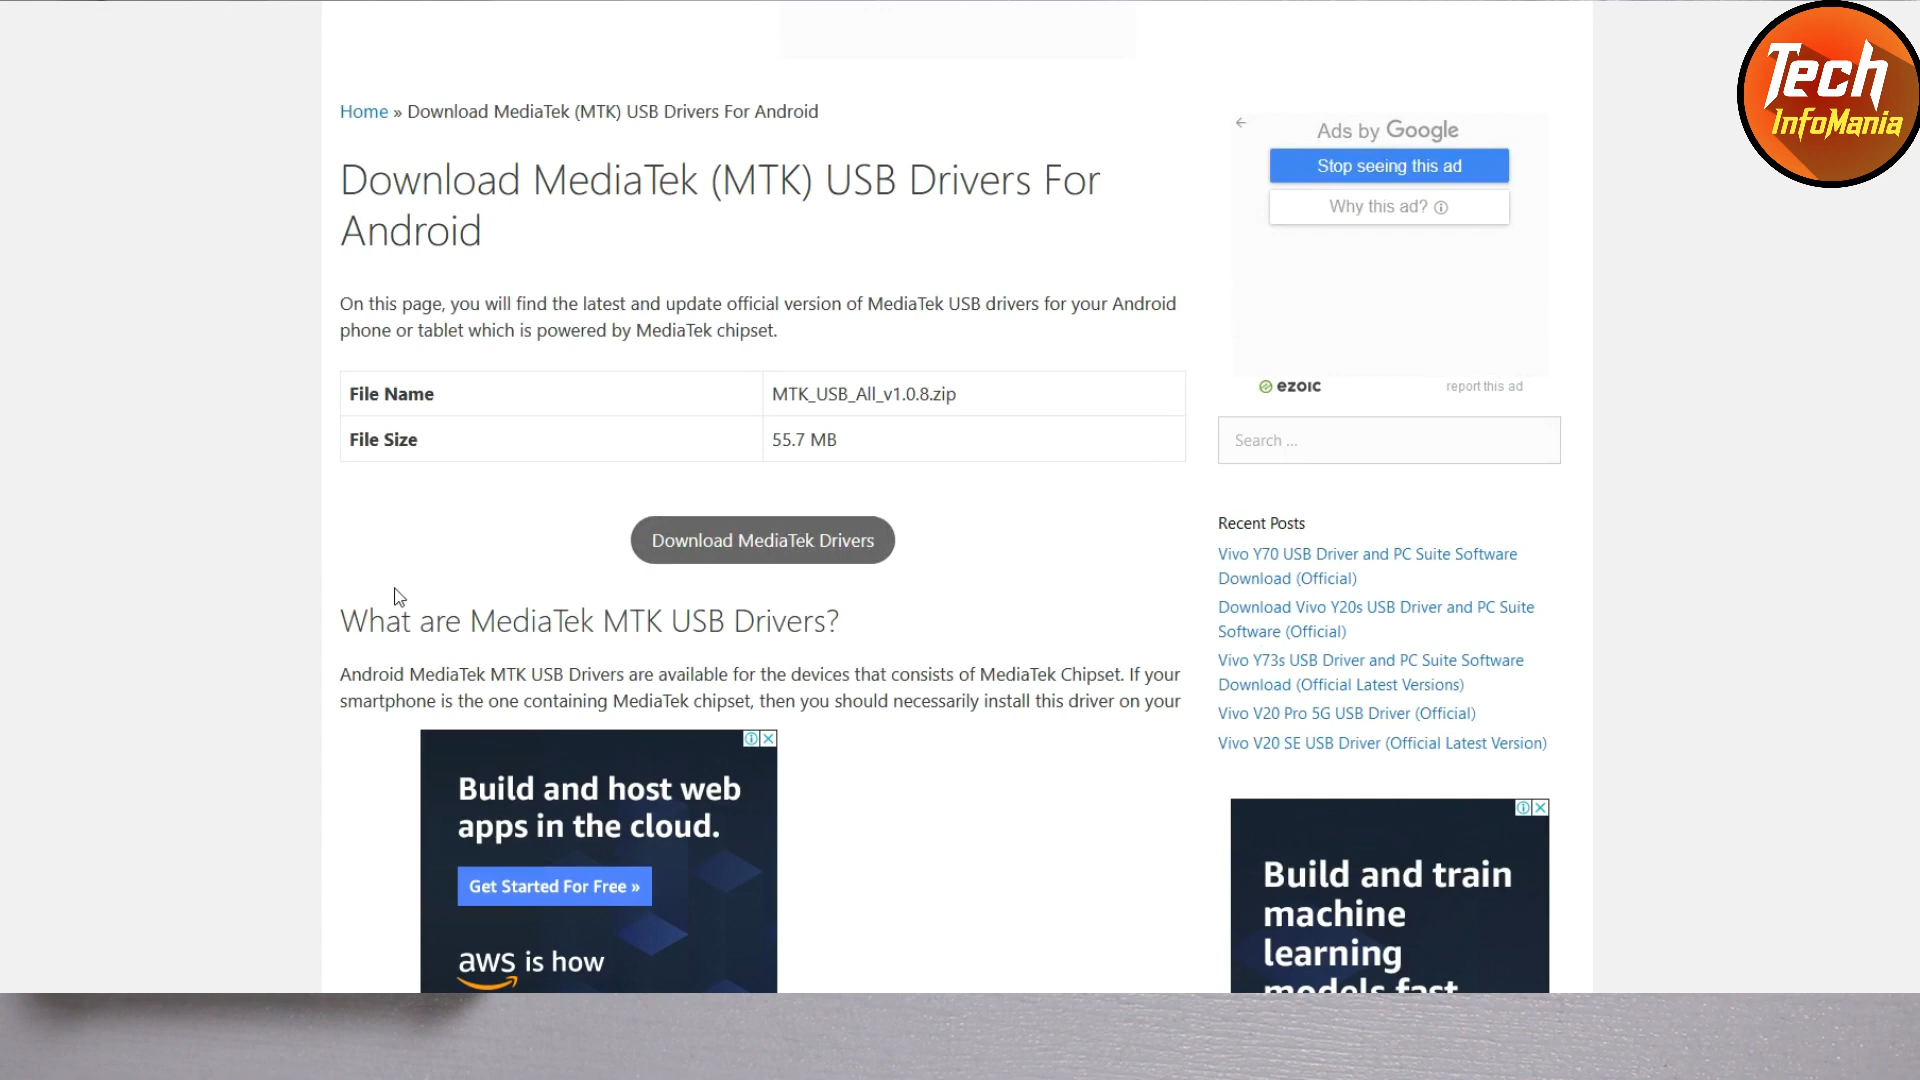 Tech
InfoMania
Home » Download MediaTek (MTK) USB Drivers For Android
Download MediaTek (MTK) USB Drivers For
Android
On this page, you will find the latest and update official version of MediaTek USB drivers for your Android
phone or tablet which is powered by MediaTek chipset.
File Name MTK_USB_All_v1.0.8.zip
File Size 55.7 MB
Download MediaTek Drivers
What are MediaTek MTK USB Drivers?
Android MediaTek MTK USB Drivers are available for the devices that consists of MediaTek Chipset. If your
smartphone is the one containing MediaTek chipset, then you should necessarily install this driver on your
Build and host web
apps in the cloud.
Get Started For Free »
aws is how
Ads by Google
Stop seeing this ad
Why this ad?
ezoic
report this ad
Search ...
Recent Posts
Vivo Y70 USB Driver and PC Suite Software
Download (Official)
Download Vivo Y20s USB Driver and PC Suite
Software (Official)
Vivo Y73s USB Driver and PC Suite Software
Download (Official Latest Versions)
Vivo V20 Pro 5G USB Driver (Official)
Vivo V20 SE USB Driver (Official Latest Version)
Build and train
machine
learning
models fast